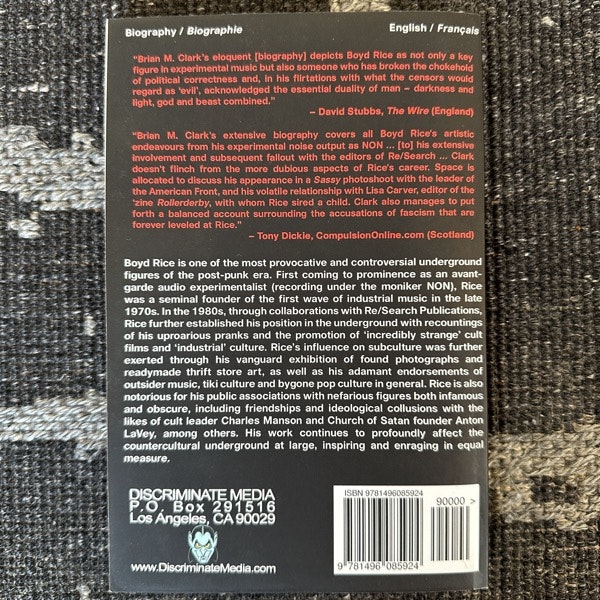 Biography / Biographie
English / Français
“Brian M. Clark's eloquent [biography] depicts Boyd Rice as not only a key
figure in experimental music but also someone who has broken the chokehold
of political correctness and, in his flirtations with what the censors would
regard as 'evil', acknowledged the essential duality of man – darkness and
light, god and beast combined.”
– David Stubbs, The Wire (England)
“Brian M. Clark's extensive biography covers all Boyd Rice's artistic
endeavours from his experimental noise output as NON ... [to] his extensive
involvement and subsequent fallout with the editors of Re/Search ... Clark
doesn't flinch from the more dubious aspects of Rice's career. Space is
allocated to discuss his appearance in a Sassy photoshoot with the leader of
the American Front, and his volatile relationship with Lisa Carver, editor of the
'zine Rollerderby, with whom Rice sired a child. Clark also manages to put
forth a balanced account surrounding the accusations of fascism that are
forever leveled at Rice.”
– Tony Dickie, CompulsionOnline.com (Scotland)
Boyd Rice is one of the most provocative and controversial underground
figures of the post-punk era. First coming to prominence as an avant-
garde audio experimentalist (recording under the moniker NON), Rice
was a seminal founder of the first wave of industrial music in the late
1970s. In the 1980s, through collaborations with Re/Search Publications,
Rice further established his position in the underground with recountings
of his uproarious pranks and the promotion of 'incredibly strange' cult
films and 'industrial' culture. Rice's influence on subculture was further
exerted through his vanguard exhibition of found photographs and
readymade thrift store art, as well as his adamant endorsements of
outsider music, tiki culture and bygone pop culture in general. Rice is also
notorious for his public associations with nefarious figures both infamous
and obscure, including friendships and ideological collusions with the
likes of cult leader Charles Manson and Church of Satan founder Anton
LaVey, among others. His work continues to profoundly affect the
countercultural underground at large, inspiring and enraging in equal
measure.
DISCRIMINATE MEDIA
P.O. Box 291516
Los Angeles, CA 90029
www.DiscriminateMedia.com
ISBN 9781496085924
90000 >
9 781496 085924